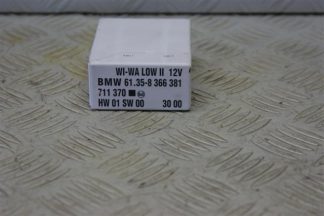 WI-WA LOW II 12V
BMW 61.35-8 366 381
711 370
HW 01 SW 00 30 00